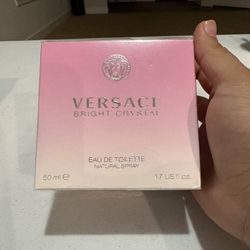 VERSACE
BRIGHT CRYSTAL
EAU DE TOILETTE
NATURAL SPRAY
50 ml ℮ 1.7 US fl. oz.